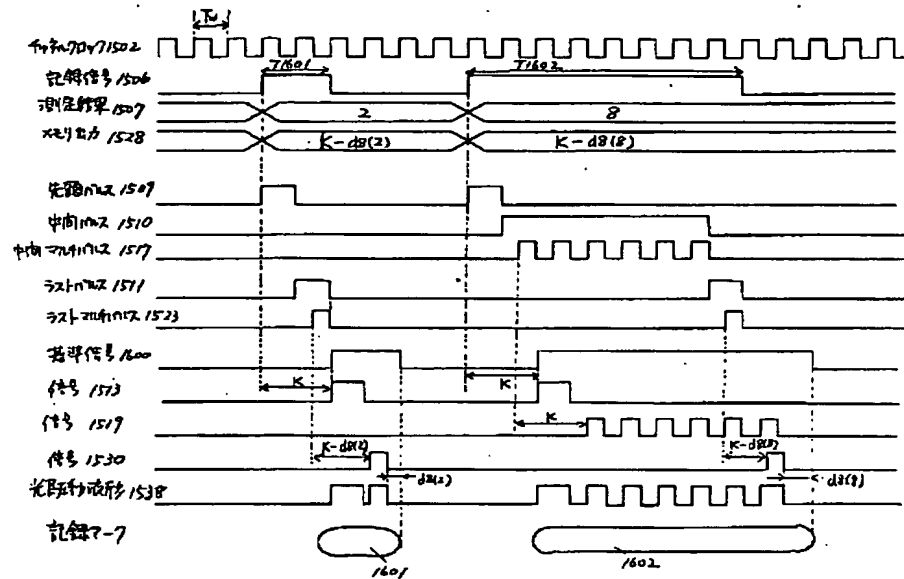 Tw
チャネルクロック1502
T1601
T1602
記録信号1506
測定結果1507
2
8
メモリ出力1528
K-d8(2)
K-d8(8)
先頭パルス1509
中間パルス1510
中間マルチパルス1517
ラストパルス1511
ラストマルチパルス1523
基準信号1600
K
K
信号1513
信号1519
K
K-d8(2)
K-d8(8)
信号1530
d8(2)
d8(8)
光駆動波形1538
記録マーク
1601
1602